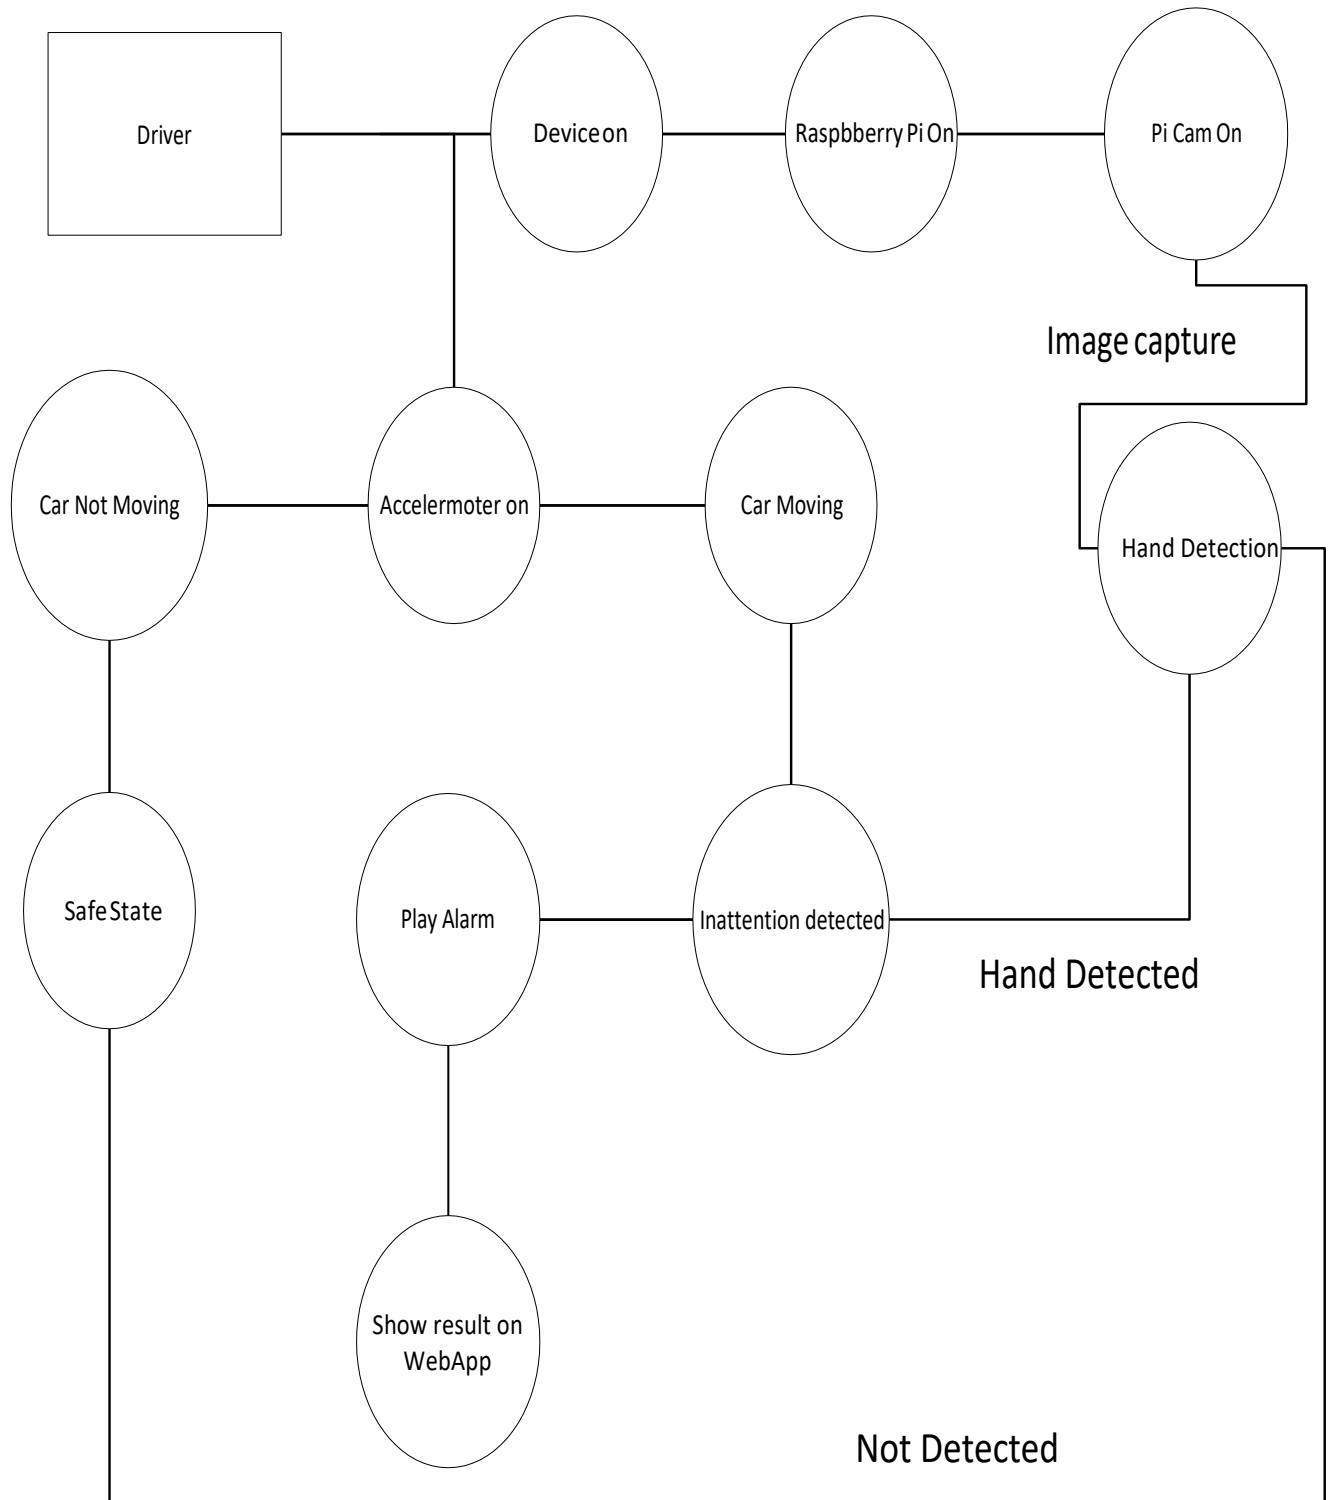 Driver
Device on
Raspbberry Pi On
Pi Cam On
Image capture
Car Not Moving
Accelermoter on
Car Moving
Hand Detection
Safe State
Play Alarm
Inattention detected
Hand Detected
Show result on
WebApp
Not Detected